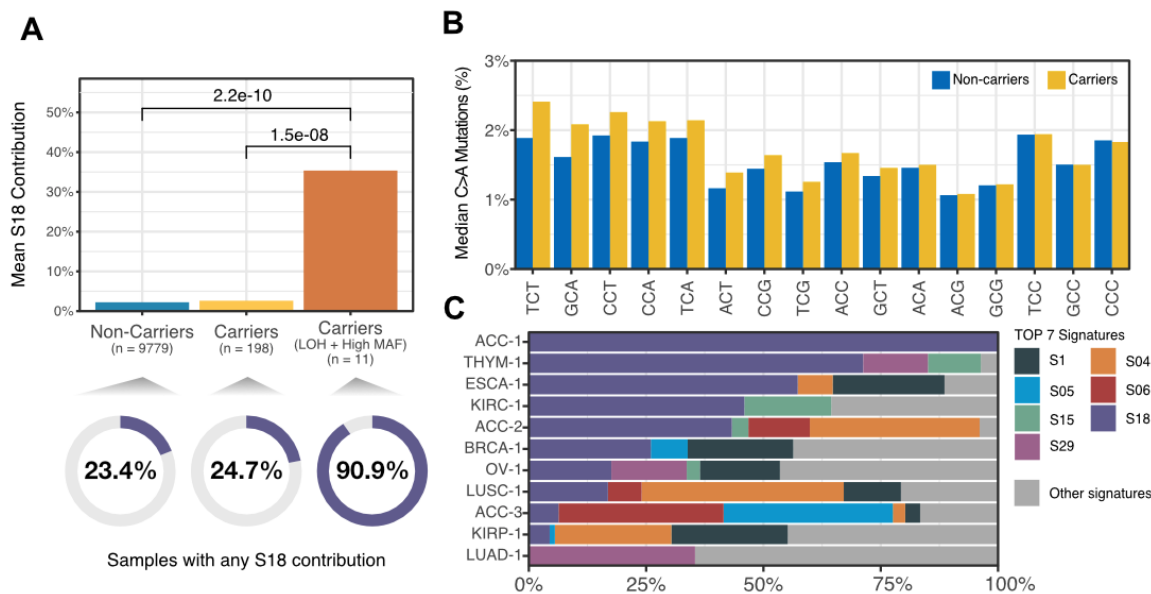 A
Mean S18 Contribution
50%
40%
30%
20%
10%
0%
2.2e-10
1.5e-08
Non-Carriers
(n = 9779)
Carriers
(n = 198)
Carriers
(LOH + High MAF)
(n = 11)
23.4%
24.7%
90.9%
Samples with any S18 contribution
B
Median C>A Mutations (%)
3%
2%
1%
0%
Non-carriers
Carriers
TCT
GCA
CCT
CCA
TCA
ACT
CCG
TCG
ACC
GCT
ACA
ACG
GCG
TCC
GCC
CCC
C
ACC-1
THYM-1
ESCA-1
KIRC-1
ACC-2
BRCA-1
OV-1
LUSC-1
ACC-3
KIRP-1
LUAD-1
0%
25%
50%
75%
100%
TOP 7 Signatures
S1
S04
S05
S06
S15
S18
S29
Other signatures